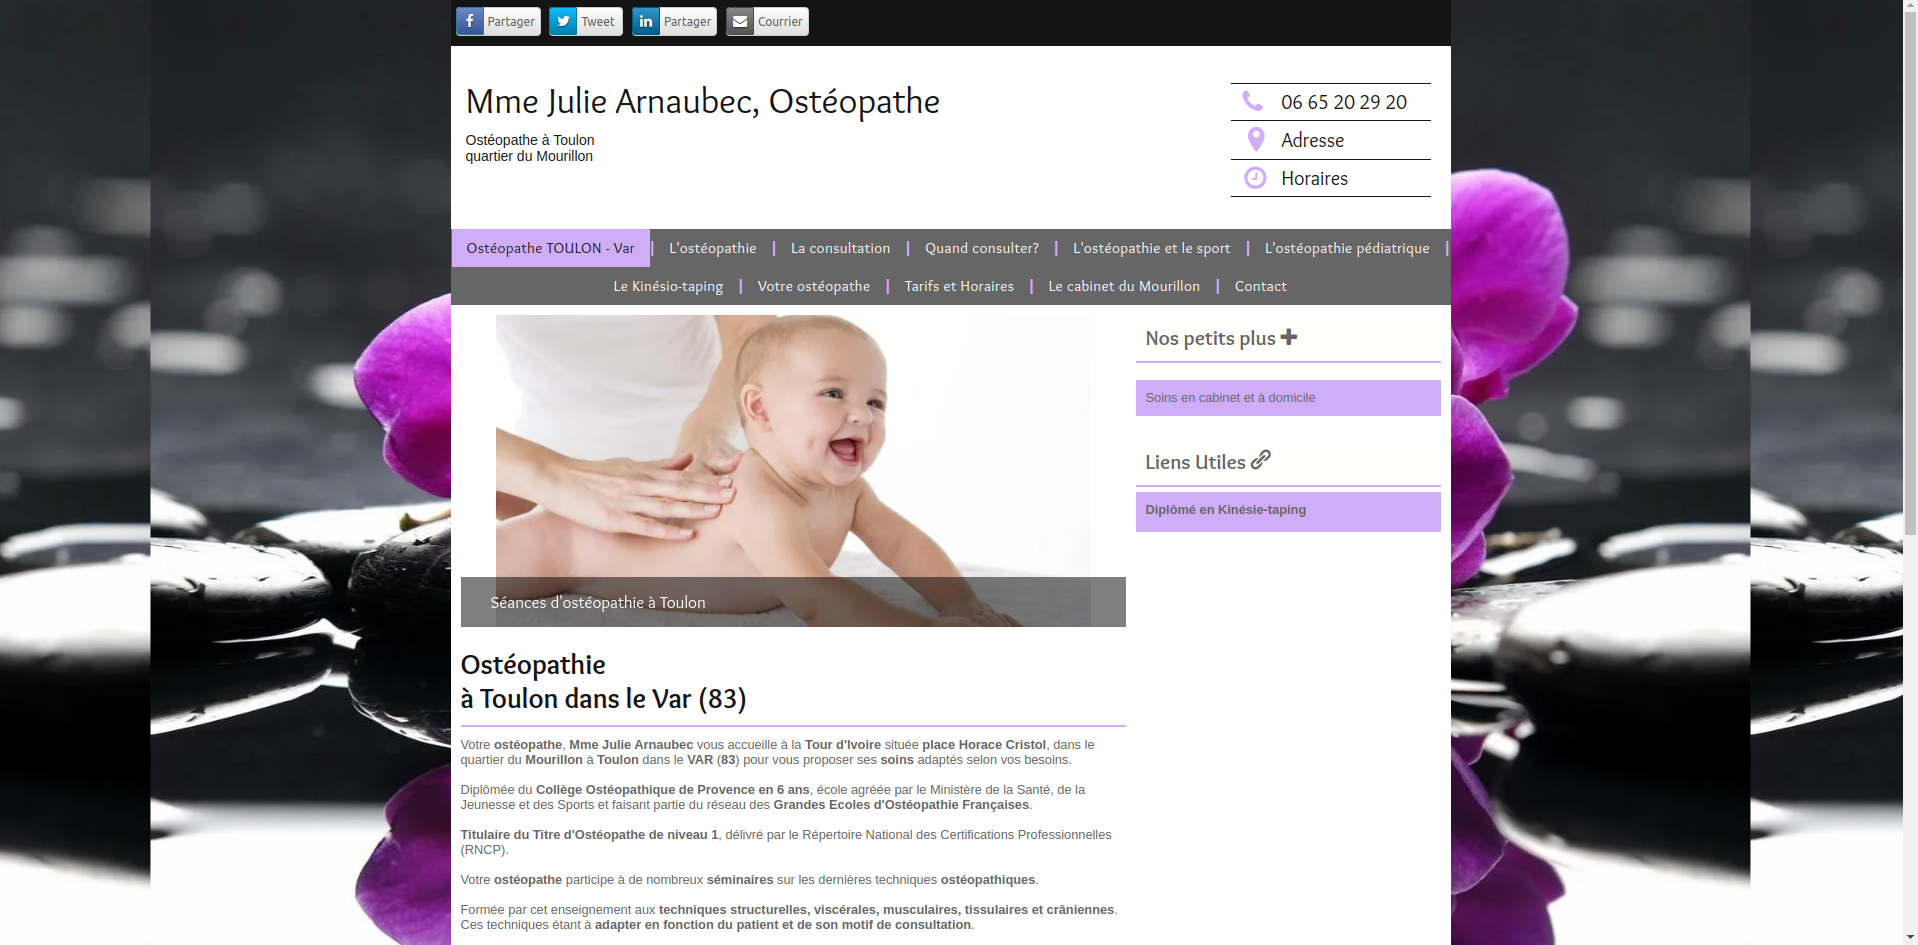 Partager
Tweet
Partager
Courrier
Mme Julie Arnaubec, Ostéopathe
Ostéopathe à Toulon
quartier du Mourillon
06 65 20 29 20
Adresse
Horaires
Ostéopathe TOULON - Var | L'ostéopathie | La consultation | Quand consulter? | L'ostéopathie et le sport | L'ostéopathie pédiatrique |
Le Kinésio-taping | Votre ostéopathe | Tarifs et Horaires | Le cabinet du Mourillon | Contact
Séances d'ostéopathie à Toulon
Nos petits plus
Soins en cabinet et à domicile
Liens Utiles
Diplômé en Kinésie-taping
Ostéopathie
à Toulon dans le Var (83)
Votre ostéopathe, Mme Julie Arnaubec vous accueille à la Tour d'Ivoire située place Horace Cristol, dans le
quartier du Mourillon à Toulon dans le VAR (83) pour vous proposer ses soins adaptés selon vos besoins.
Diplômée du Collège Ostéopathique de Provence en 6 ans, école agréée par le Ministère de la Santé, de la
Jeunesse et des Sports et faisant partie du réseau des Grandes Ecoles d'Ostéopathie Françaises.
Titulaire du Titre d'Ostéopathe de niveau 1, délivré par le Répertoire National des Certifications Professionnelles
(RNCP).
Votre ostéopathe participe à de nombreux séminaires sur les dernières techniques ostéopathiques.
Formée par cet enseignement aux techniques structurelles, viscérales, musculaires, tissulaires et crâniennes.
Ces techniques étant à adapter en fonction du patient et de son motif de consultation.